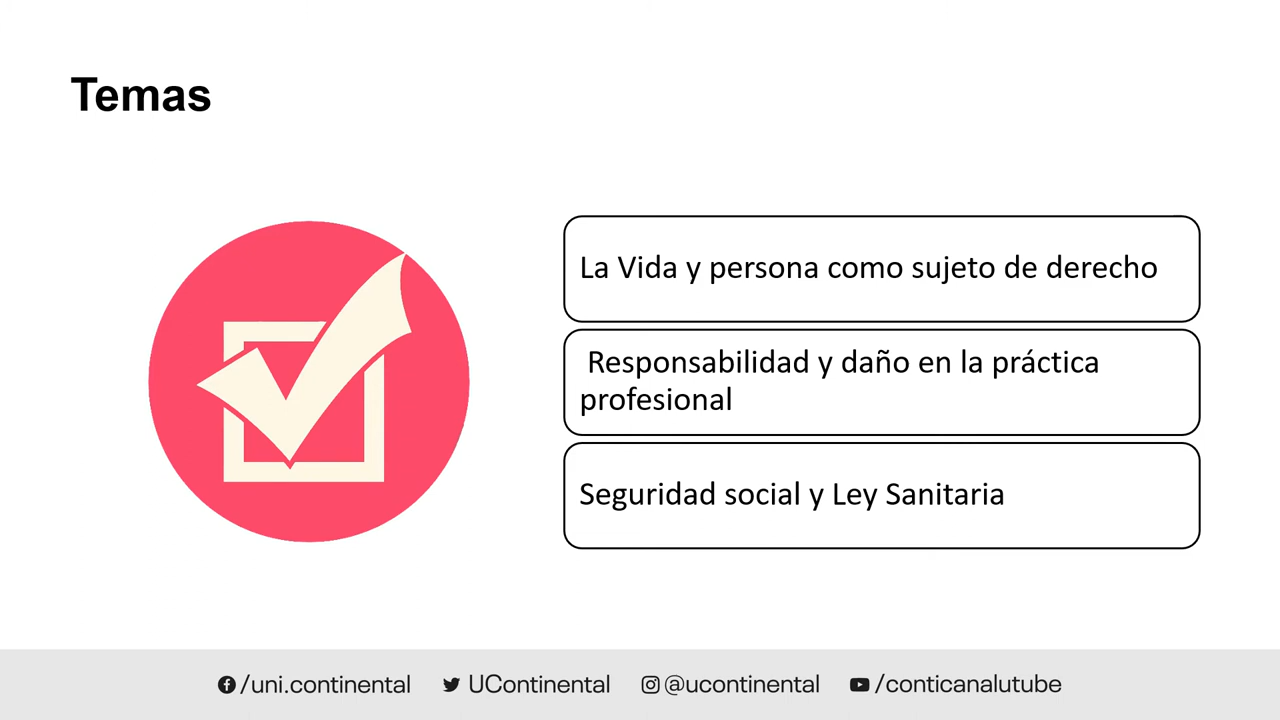 Temas
La Vida y persona como sujeto de derecho
Responsabilidad y daño en la práctica
profesional
Seguridad social y Ley Sanitaria
/uni.continental UContinental @ucontinental /conticanalutube